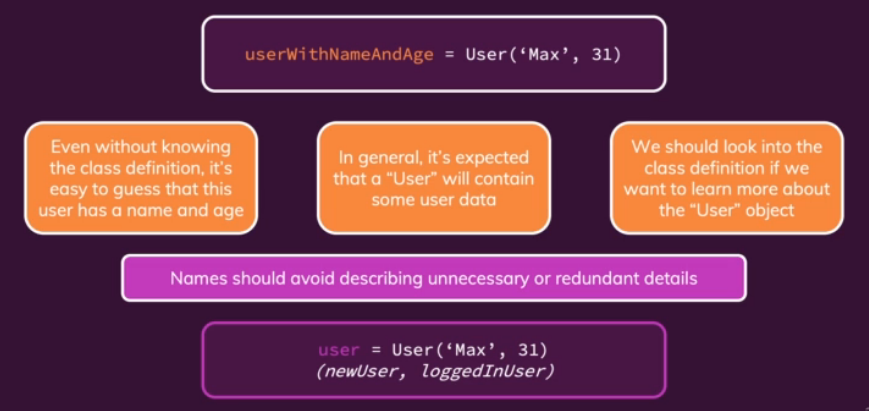 userWithNameAndAge = User(‘Max’, 31)
Even without knowing
the class definition, it’s
easy to guess that this
user has a name and age
In general, it’s expected
that a “User” will contain
some user data
We should look into the
class definition if we
want to learn more about
the “User” object
Names should avoid describing unnecessary or redundant details
user = User(‘Max’, 31)
(newUser, loggedInUser)